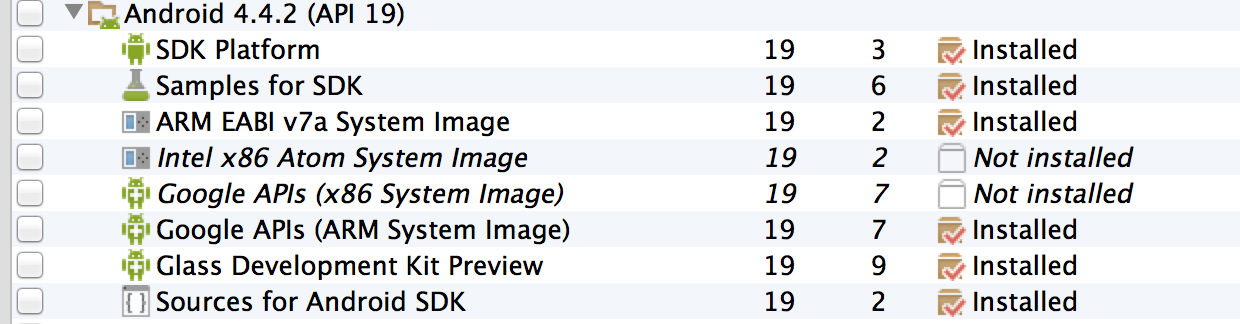 Android 4.4.2 (API 19)
SDK Platform 19 3 Installed
Samples for SDK 19 6 Installed
ARM EABI v7a System Image 19 2 Installed
Intel x86 Atom System Image 19 2 Not installed
Google APIs (x86 System Image) 19 7 Not installed
Google APIs (ARM System Image) 19 7 Installed
Glass Development Kit Preview 19 9 Installed
Sources for Android SDK 19 2 Installed